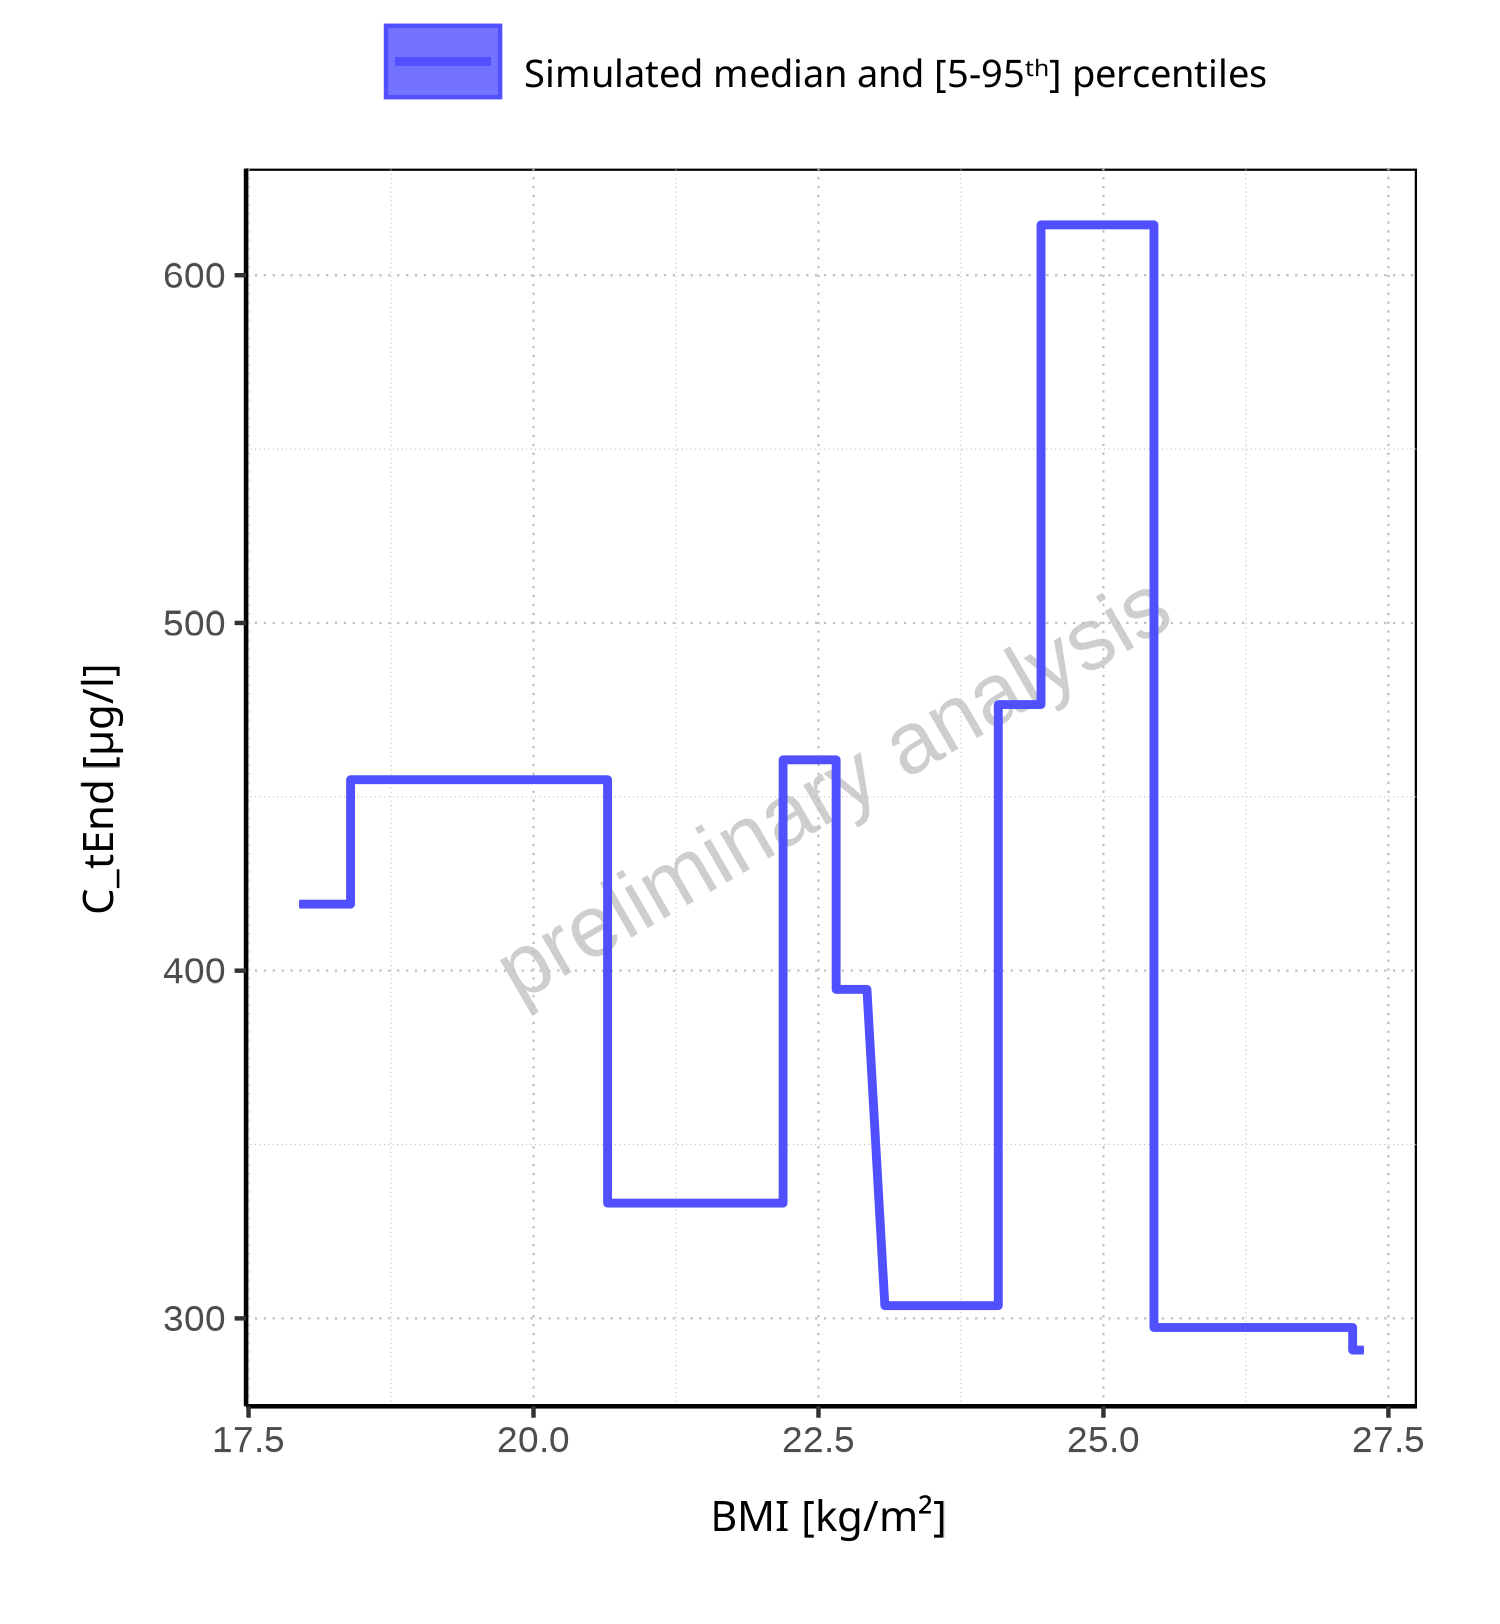 Simulated median and [5-95ᵗʰ] percentiles
600
500
400
300
C_tEnd [µg/l]
preliminary analysis
17.5 20.0 22.5 25.0 27.5
BMI [kg/m²]